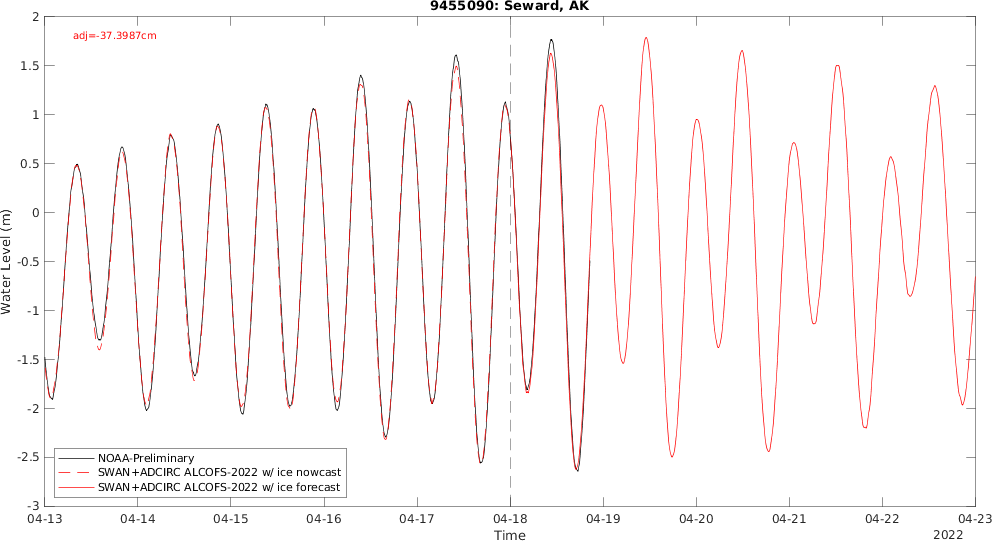 9455090: Seward, AK
adj=-37.3987cm
2
1.5
1
0.5
0
-0.5
-1
-1.5
-2
-2.5
-3
Water Level (m)
NOAA-Preliminary
SWAN+ADCIRC ALCOFS-2022 w/ ice nowcast
SWAN+ADCIRC ALCOFS-2022 w/ ice forecast
04-13 04-14 04-15 04-16 04-17 04-18 04-19 04-20 04-21 04-22 04-23
Time
2022